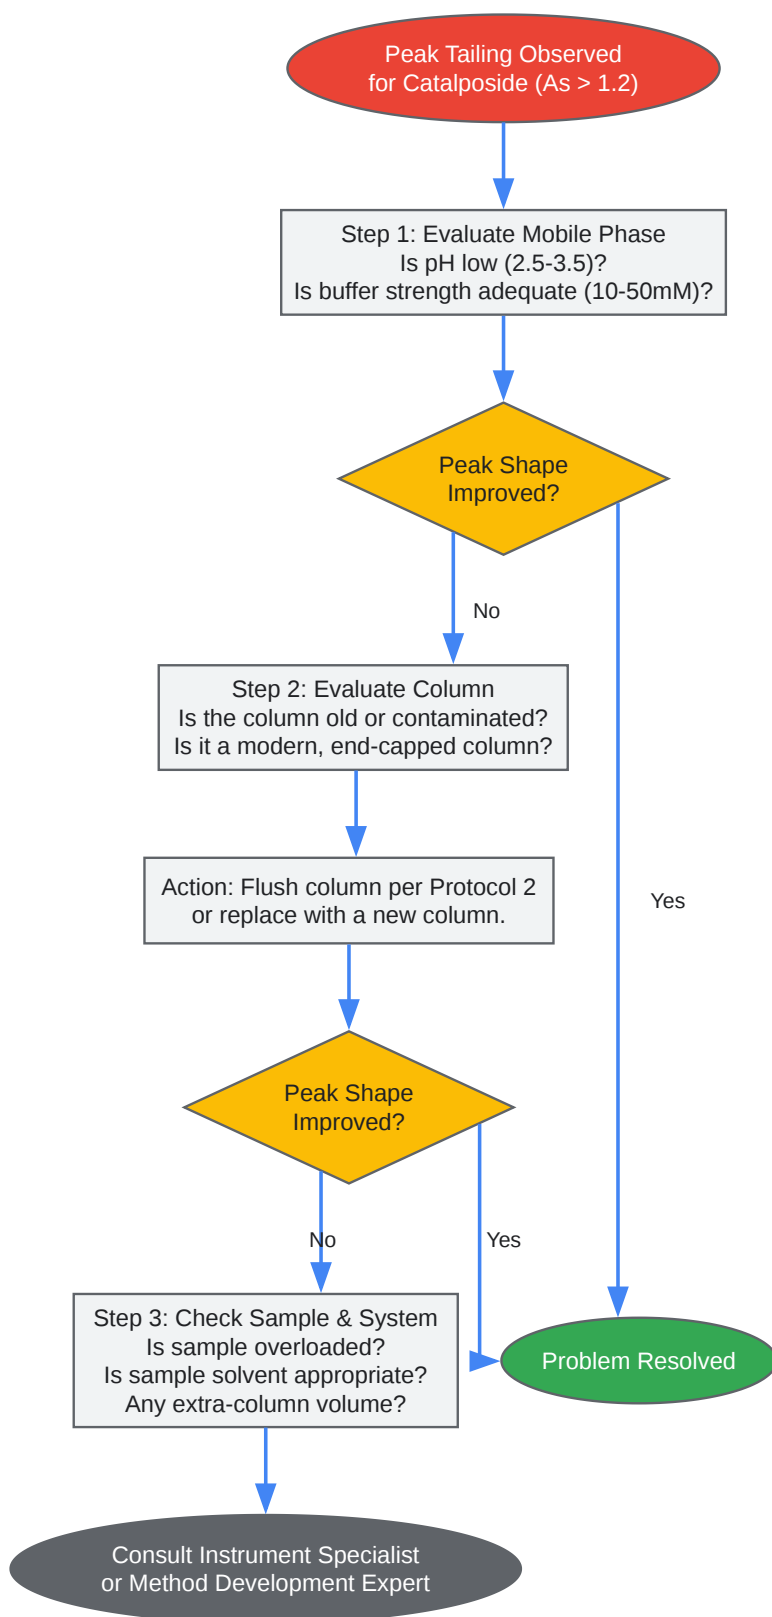 Peak Tailing Observed
for Catalposide (As > 1.2)
Step 1: Evaluate Mobile Phase
Is pH low (2.5-3.5)?
Is buffer strength adequate (10-50mM)?
Peak Shape
Improved?
No
Step 2: Evaluate Column
Is the column old or contaminated?
Is it a modern, end-capped column?
Action: Flush column per Protocol 2
or replace with a new column.
Yes
Peak Shape
Improved?
No
Yes
Step 3: Check Sample & System
Is sample overloaded?
Is sample solvent appropriate?
Any extra-column volume?
Problem Resolved
Consult Instrument Specialist
or Method Development Expert